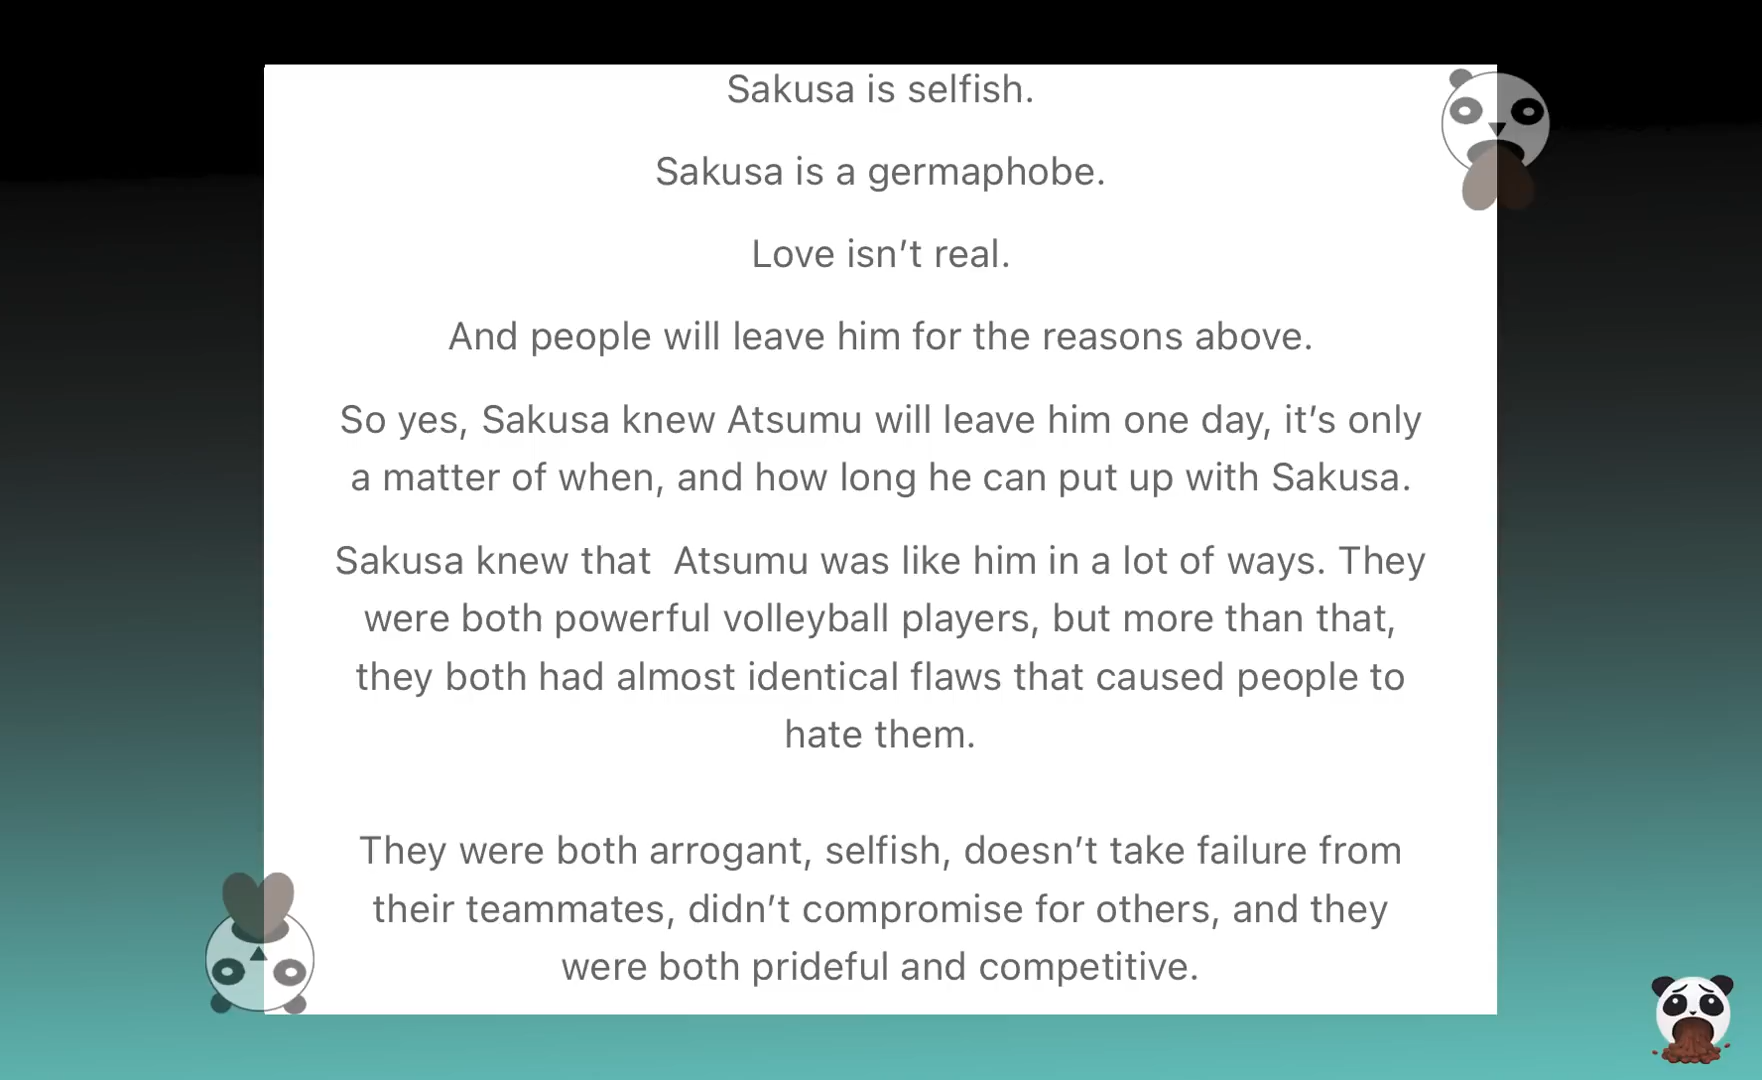 Sakusa is selfish.
Sakusa is a germaphobe.
Love isn’t real.
And people will leave him for the reasons above.
So yes, Sakusa knew Atsumu will leave him one day, it’s only
a matter of when, and how long he can put up with Sakusa.
Sakusa knew that  Atsumu was like him in a lot of ways. They
were both powerful volleyball players, but more than that,
they both had almost identical flaws that caused people to
hate them.
They were both arrogant, selfish, doesn’t take failure from
their teammates, didn’t compromise for others, and they
were both prideful and competitive.